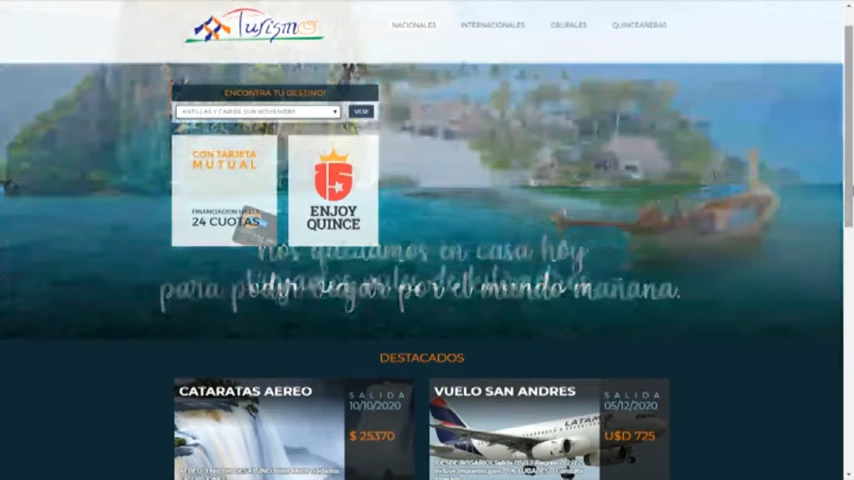 Turismo
NACIONALES
INTERNACIONALES
GRUPALES
QUINCEAÑERAS
ENCONTRA TU DESTINO!
ANTILLAS Y CARIBE SUR NOVIEMBRE
VER!
CON TARJETA
MUTUAL
FINANCIACION HASTA
24 CUOTAS
15
ENJOY
QUINCE
Nos quedamos en casa hoy
para poder viajar por el mundo mañana.
DESTACADOS
CATARATAS AEREO
SALIDA
10/10/2020
$ 25370
VUELO SAN ANDRES
SALIDA
05/12/2020
U$D 725
LATAM